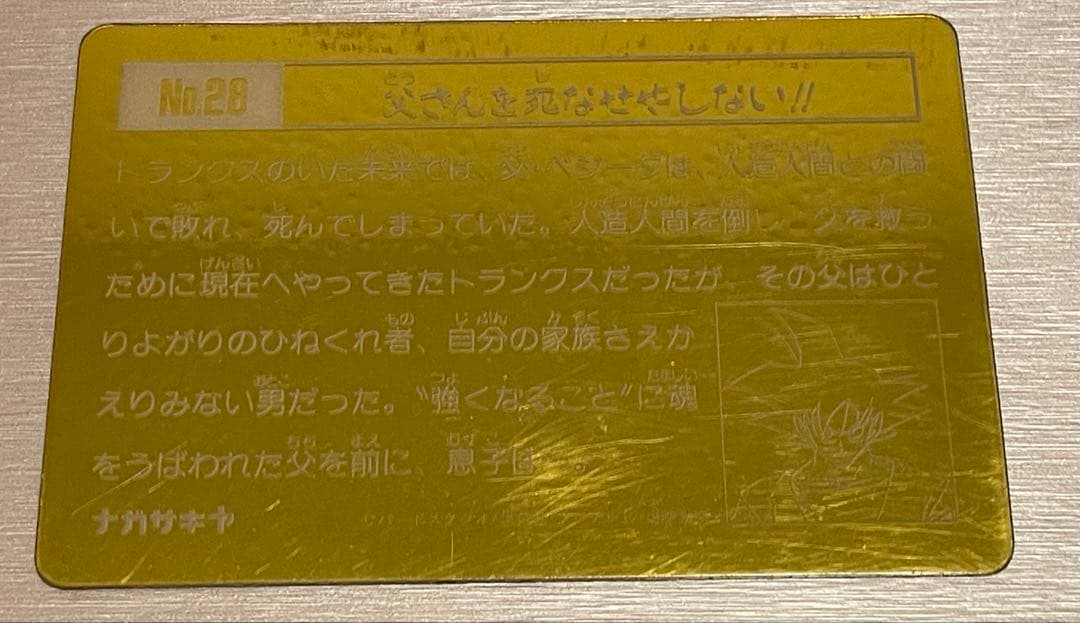 No.28
父さんを死なせやしない!!
トランクスのいた未来では、父・ベジータは、人造人間との闘
いで敗れ、死んでしまっていた。人造人間を倒し、父を救う
ために現在へやってきたトランクスだったが、その父はひと
りよがりのひねくれ者、自分の家族さえか
えりみない男だった。“強くなること”に魂
をうばわれた父を前に、息子は
ナガサキヤ